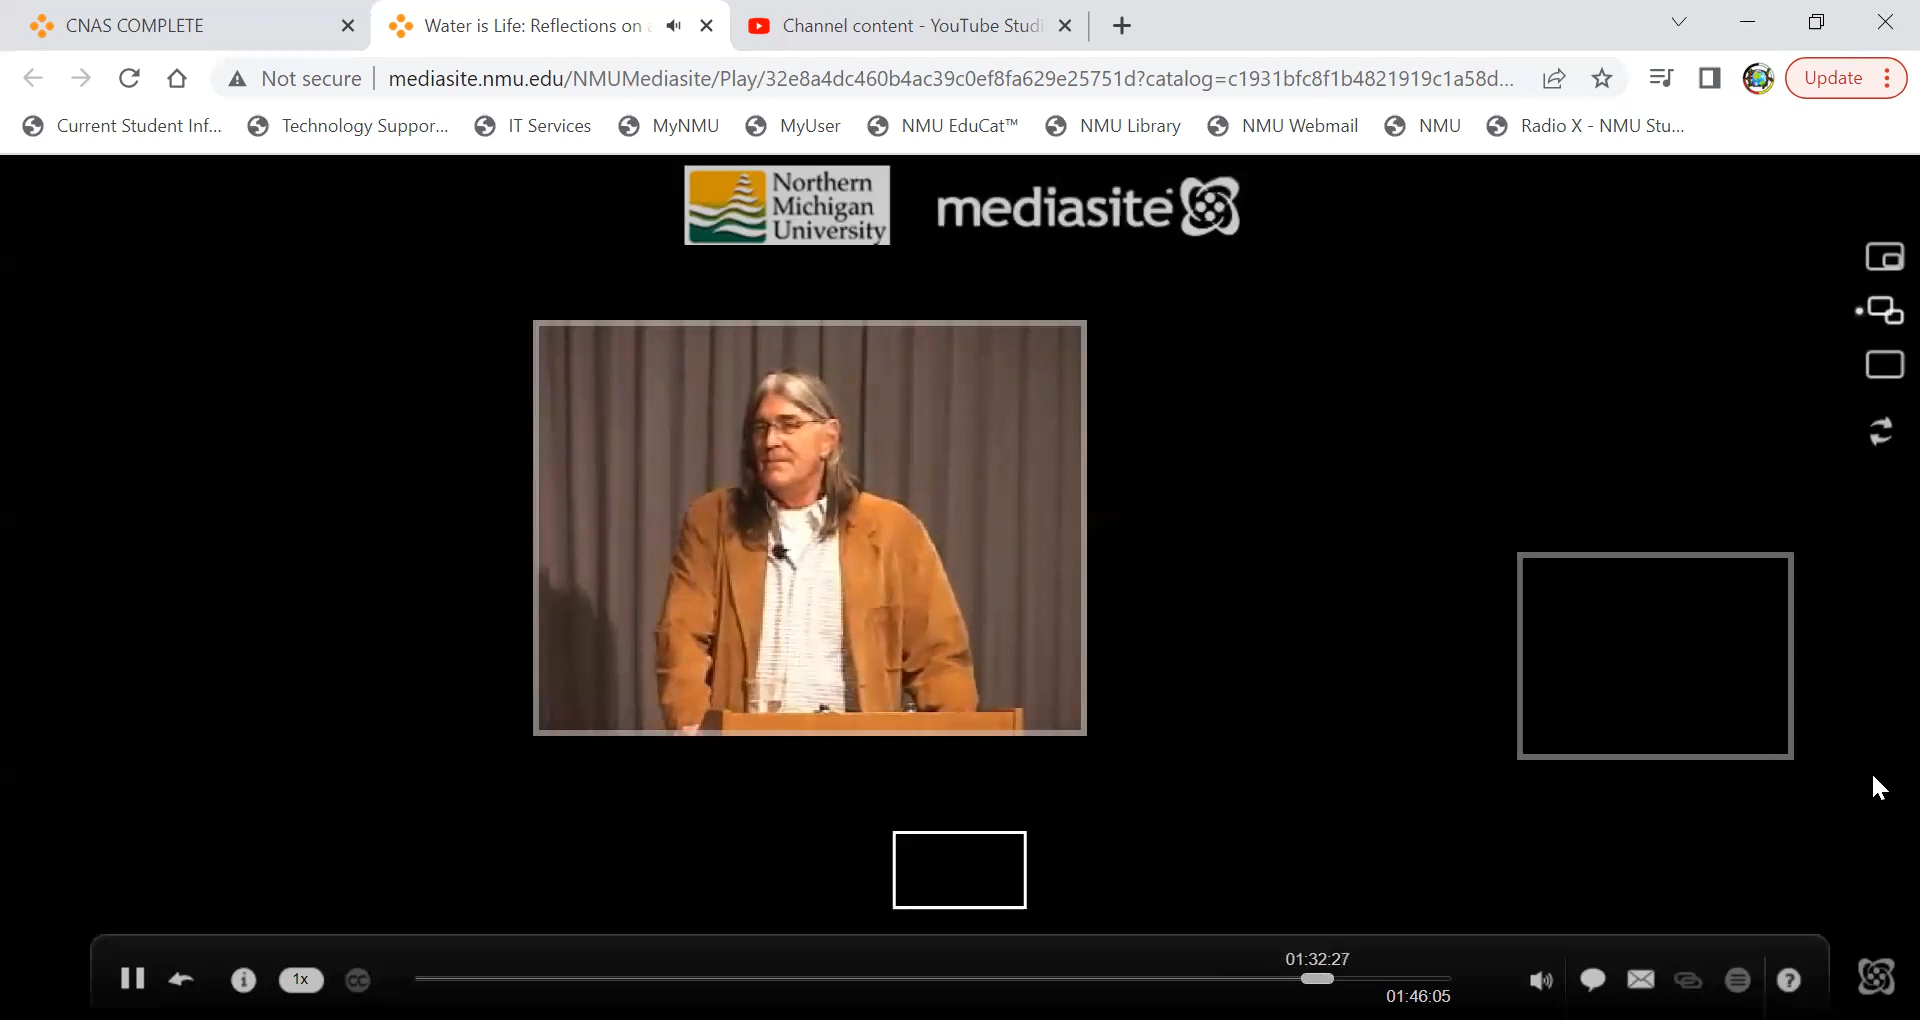 CNAS COMPLETE
Water is Life: Reflections on
Channel content - YouTube Studi
Not secure
mediasite.nmu.edu/NMUMediasite/Play/32e8a4dc460b4ac39c0ef8fa629e25751d?catalog=c1931bfc8f1b4821919c1a58d...
Update
Current Student Inf...
Technology Suppor...
IT Services
MyNMU
MyUser
NMU EduCat™
NMU Library
NMU Webmail
NMU
Radio X - NMU Stu...
Northern
Michigan
University
mediasite
01:32:27
1x
CC
01:46:05